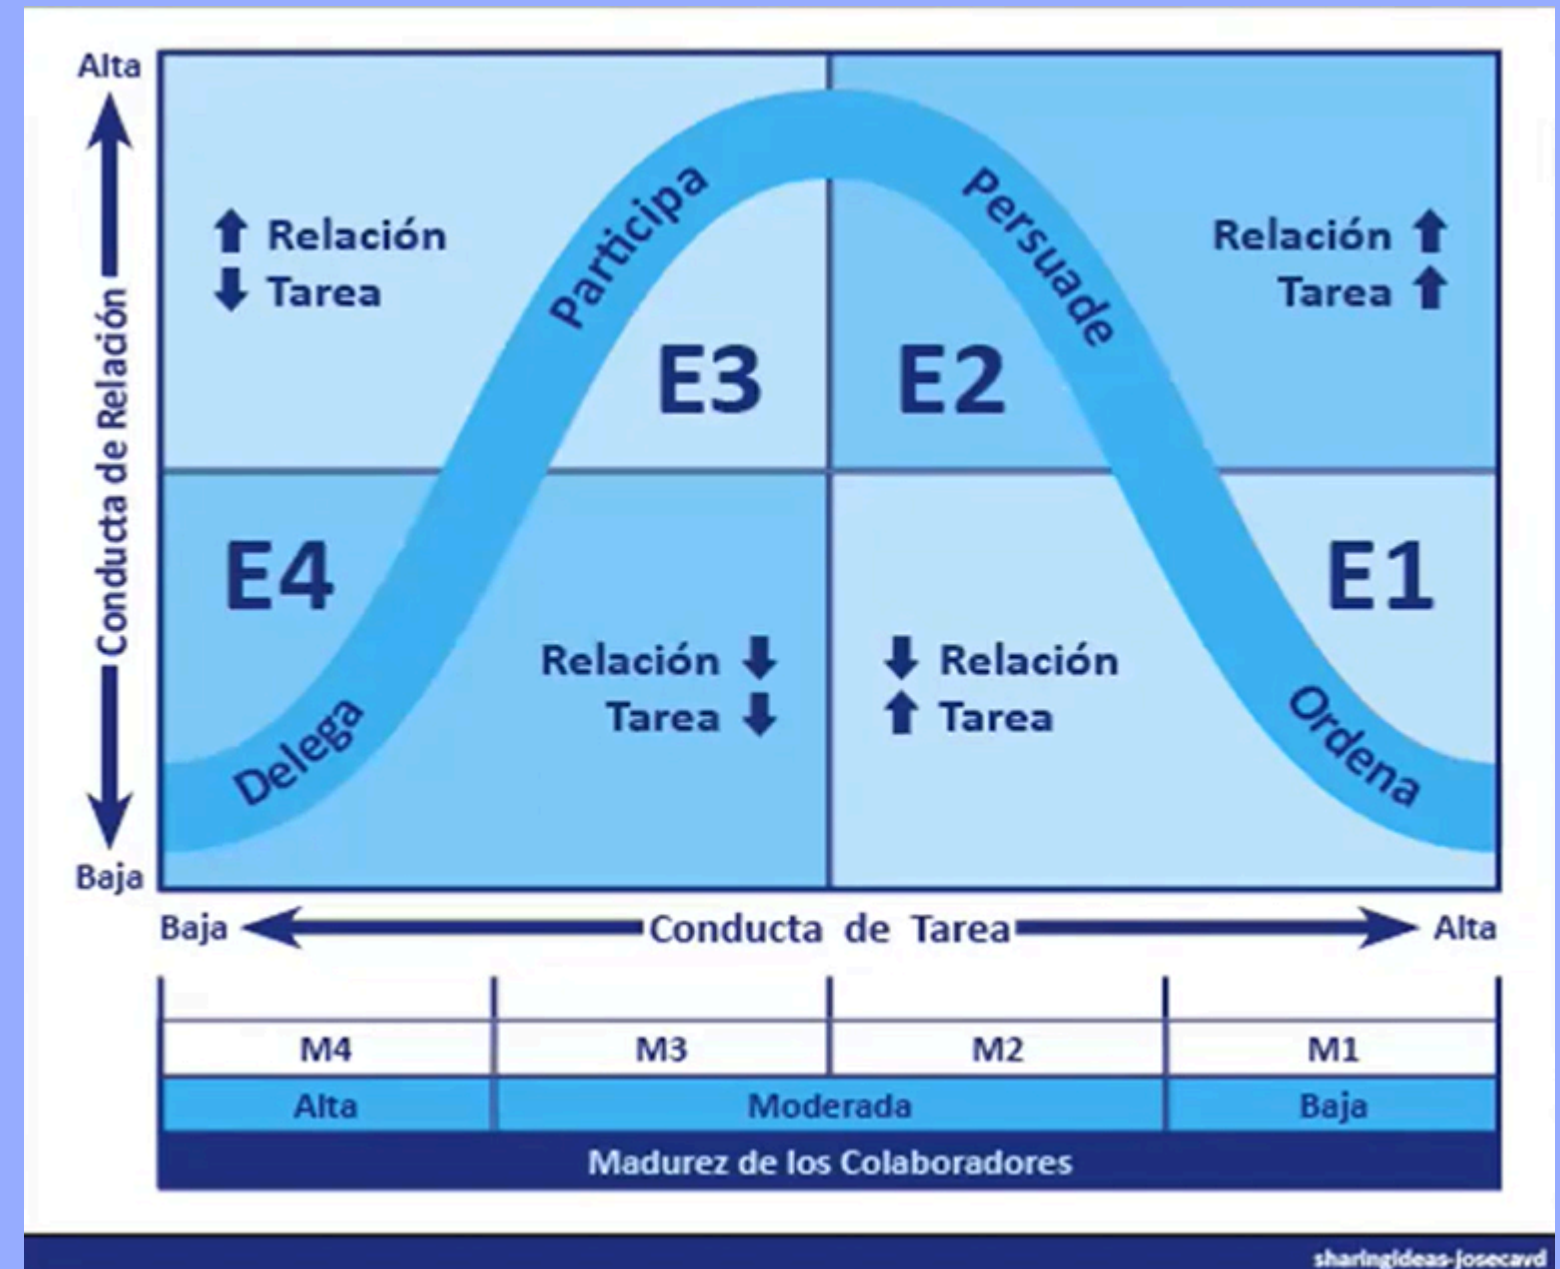 Alta
Conducta de Relación
Baja
Relación
Tarea
Participa
E3
Persuade
E2
Relación
Tarea
E4
Delega
Relación
Tarea
Relación
Tarea
E1
Ordena
Baja
Conducta de Tarea
Alta
M4
M3
M2
M1
Alta
Moderada
Baja
Madurez de los Colaboradores
sharingideas-josecavd